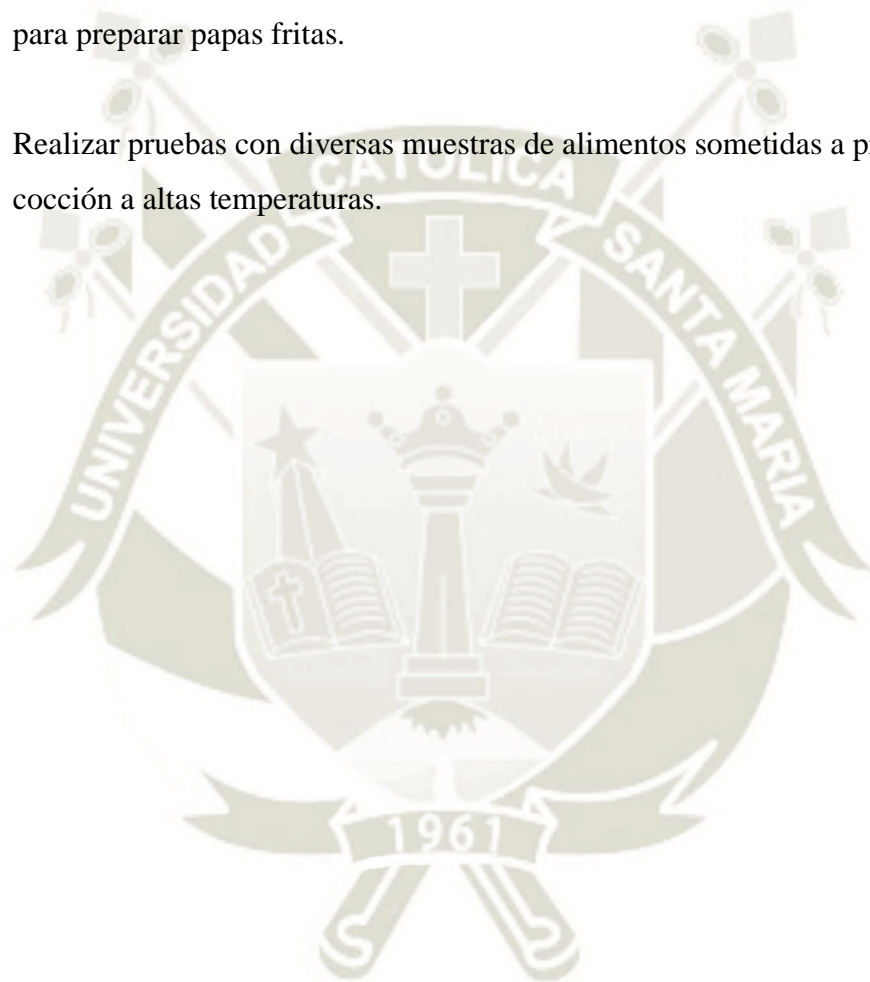 para preparar papas fritas.
Realizar pruebas con diversas muestras de alimentos sometidas a
cocción a altas temperaturas.
UNIVERSIDAD CATOLICA SANTA MARIA
1961